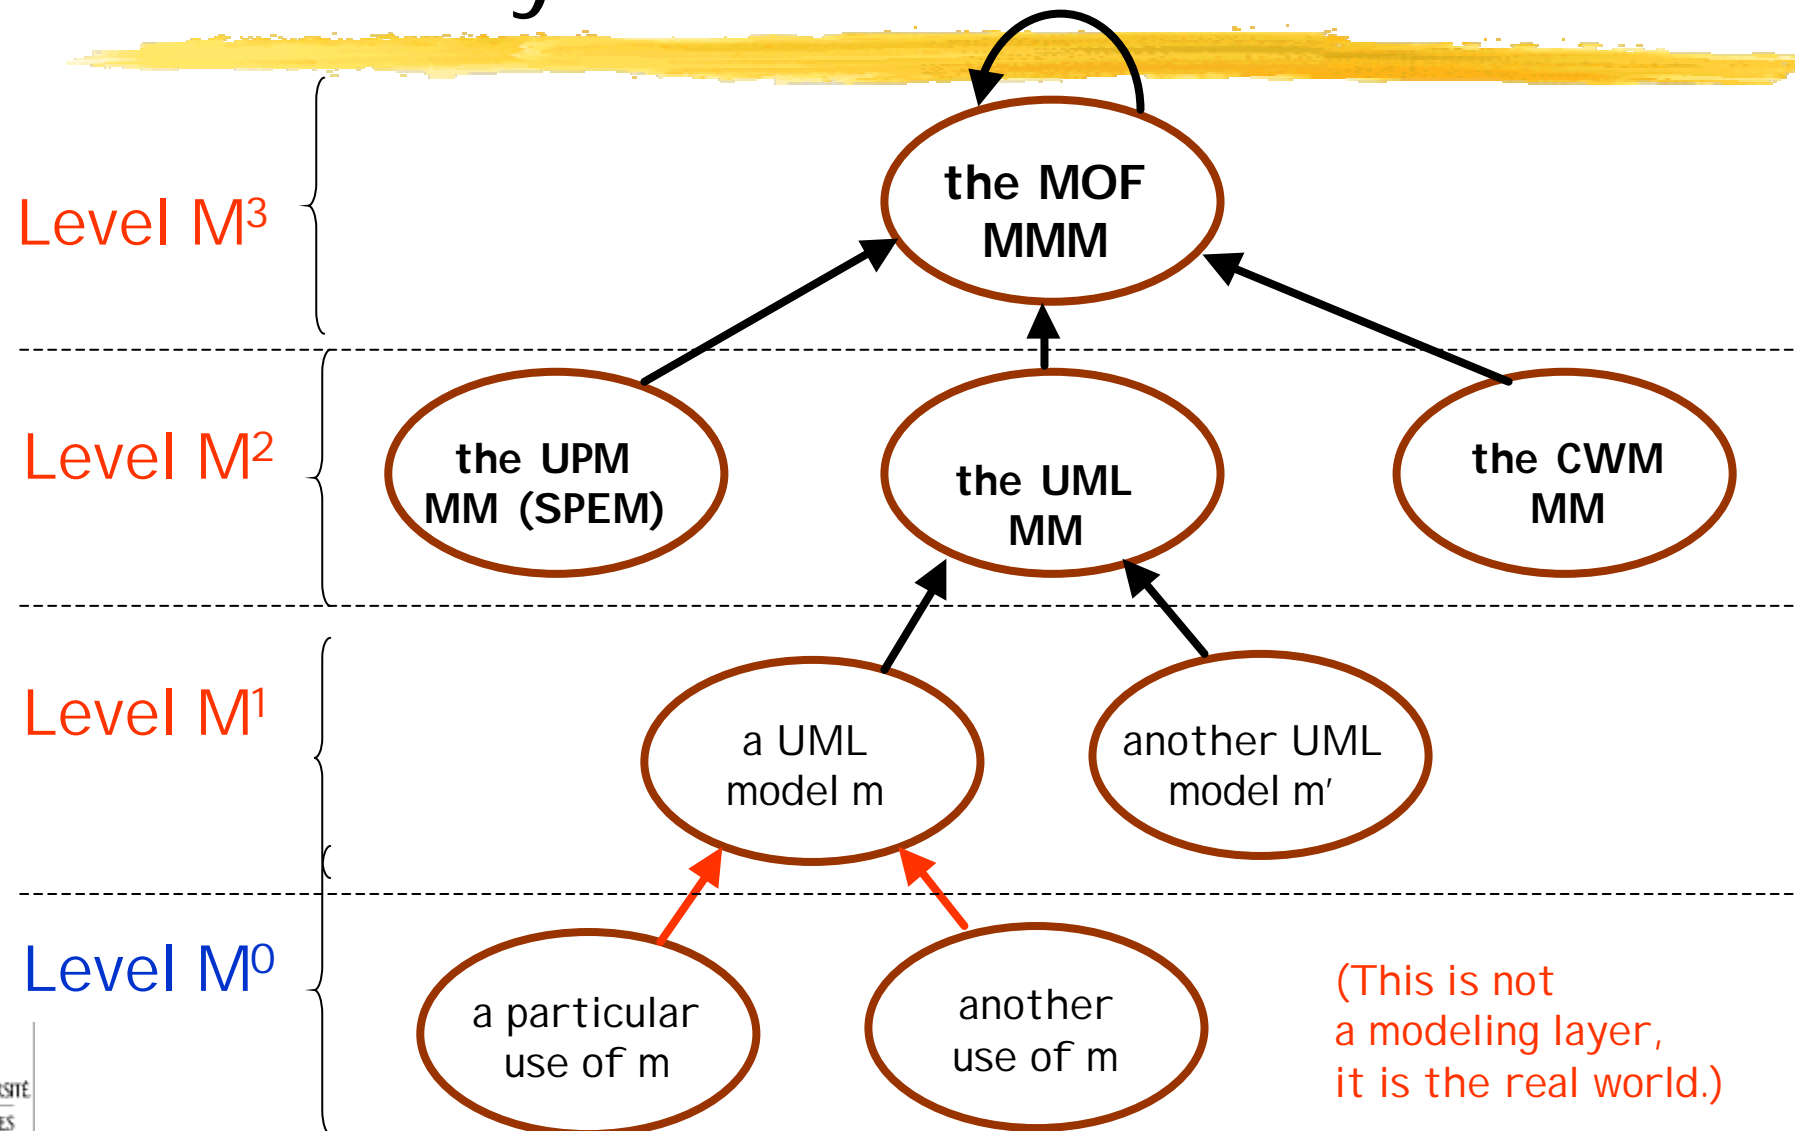 Level M³
the MOF
MMM
Level M²
the UPM
MM (SPEM)
the UML
MM
the CWM
MM
Level M¹
a UML
model m
another UML
model m′
Level M⁰
a particular
use of m
another
use of m
(This is not
a modeling layer,
it is the real world.)